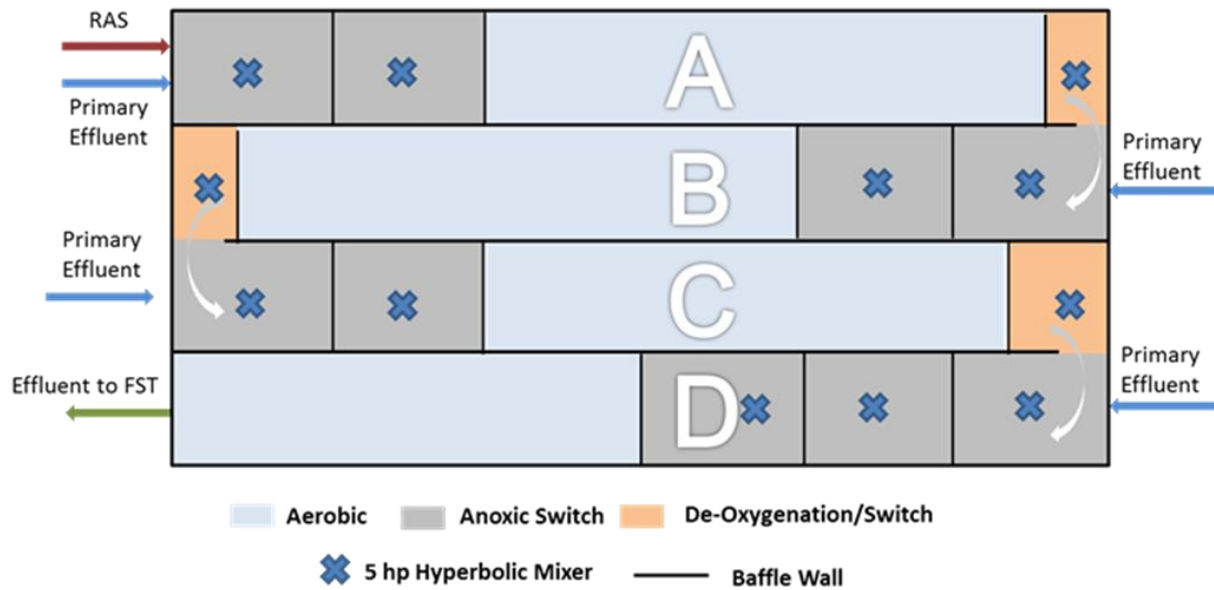 RAS
Primary
Effluent
A
B
Primary
Effluent
Primary
Effluent
C
Effluent to FST
D
Primary
Effluent
Aerobic
Anoxic Switch
De-Oxygenation/Switch
5 hp Hyperbolic Mixer
Baffle Wall